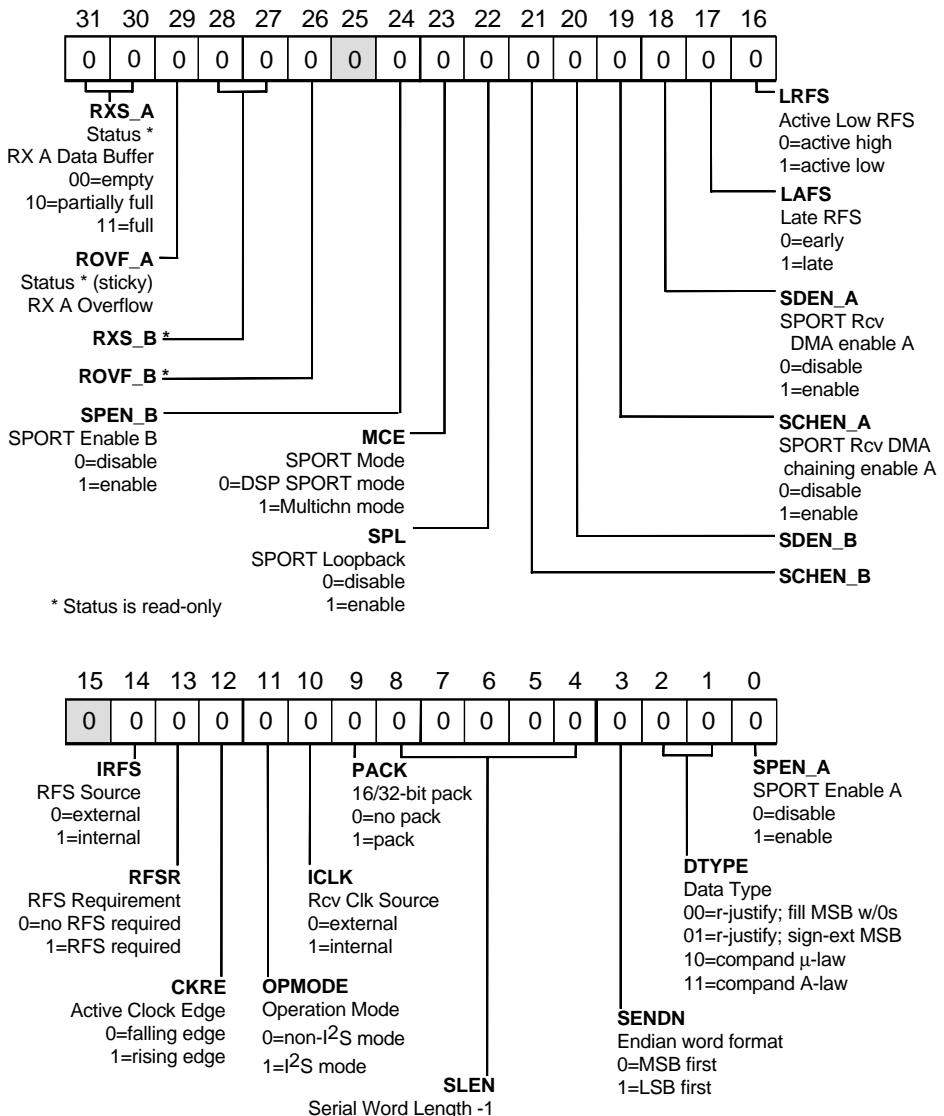 31 30 29 28 27 26 25 24 23 22 21 20 19 18 17 16
0 0 0 0 0 0 0 0 0 0 0 0 0 0 0 0
RXS_A
Status *
RX A Data Buffer
00=empty
10=partially full
11=full
ROVF_A
Status * (sticky)
RX A Overflow
RXS_B *
ROVF_B *
SPEN_B
SPORT Enable B
0=disable
1=enable
MCE
SPORT Mode
0=DSP SPORT mode
1=Multichn mode
SPL
SPORT Loopback
0=disable
1=enable
LRFS
Active Low RFS
0=active high
1=active low
LAFS
Late RFS
0=early
1=late
SDEN_A
SPORT Rcv
DMA enable A
0=disable
1=enable
SCHEN_A
SPORT Rcv DMA
chaining enable A
0=disable
1=enable
SDEN_B
SCHEN_B
* Status is read-only
15 14 13 12 11 10 9 8 7 6 5 4 3 2 1 0
0 0 0 0 0 0 0 0 0 0 0 0 0 0 0 0
IRFS
RFS Source
0=external
1=internal
RFSR
RFS Requirement
0=no RFS required
1=RFS required
CKRE
Active Clock Edge
0=falling edge
1=rising edge
OPMODE
Operation Mode
0=non-I²S mode
1=I²S mode
ICLK
Rcv Clk Source
0=external
1=internal
PACK
16/32-bit pack
0=no pack
1=pack
SLEN
Serial Word Length -1
SENDN
Endian word format
0=MSB first
1=LSB first
DTYPE
Data Type
00=r-justify; fill MSB w/0s
01=r-justify; sign-ext MSB
10=compand μ-law
11=compand A-law
SPEN_A
SPORT Enable A
0=disable
1=enable